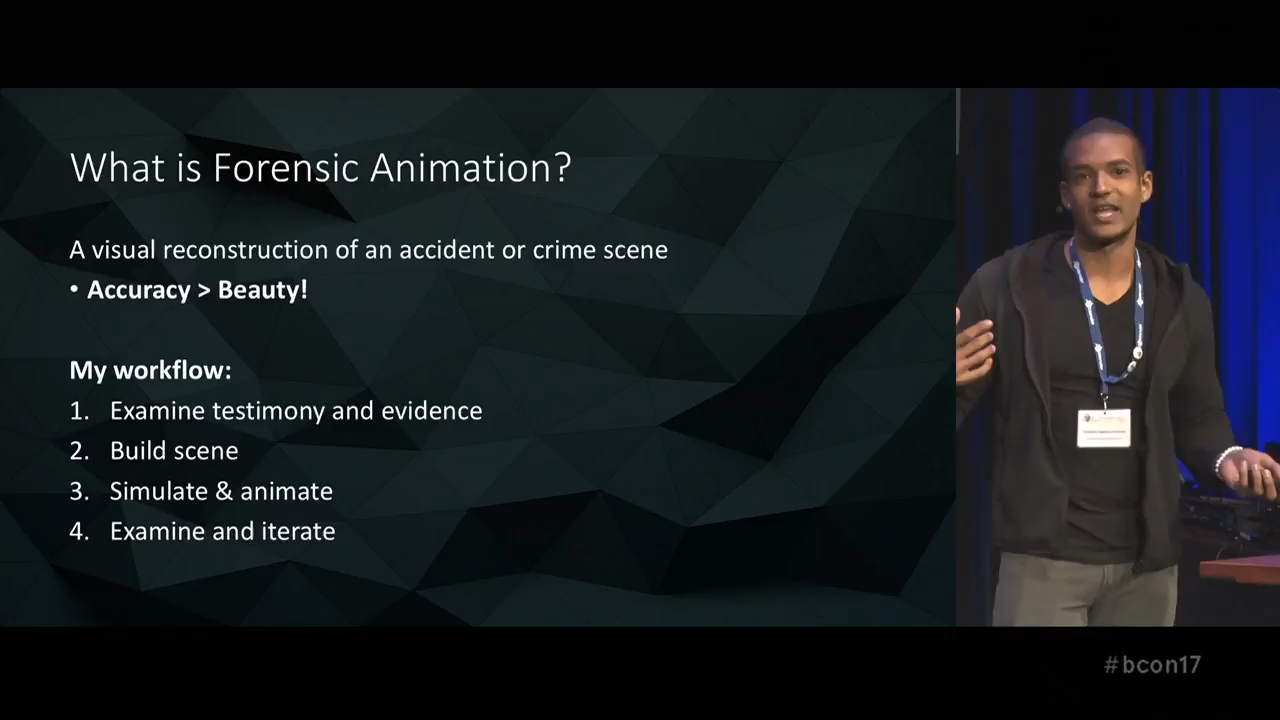 What is Forensic Animation?
A visual reconstruction of an accident or crime scene
• Accuracy > Beauty!
My workflow:
1. Examine testimony and evidence
2. Build scene
3. Simulate & animate
4. Examine and iterate
#bcon17